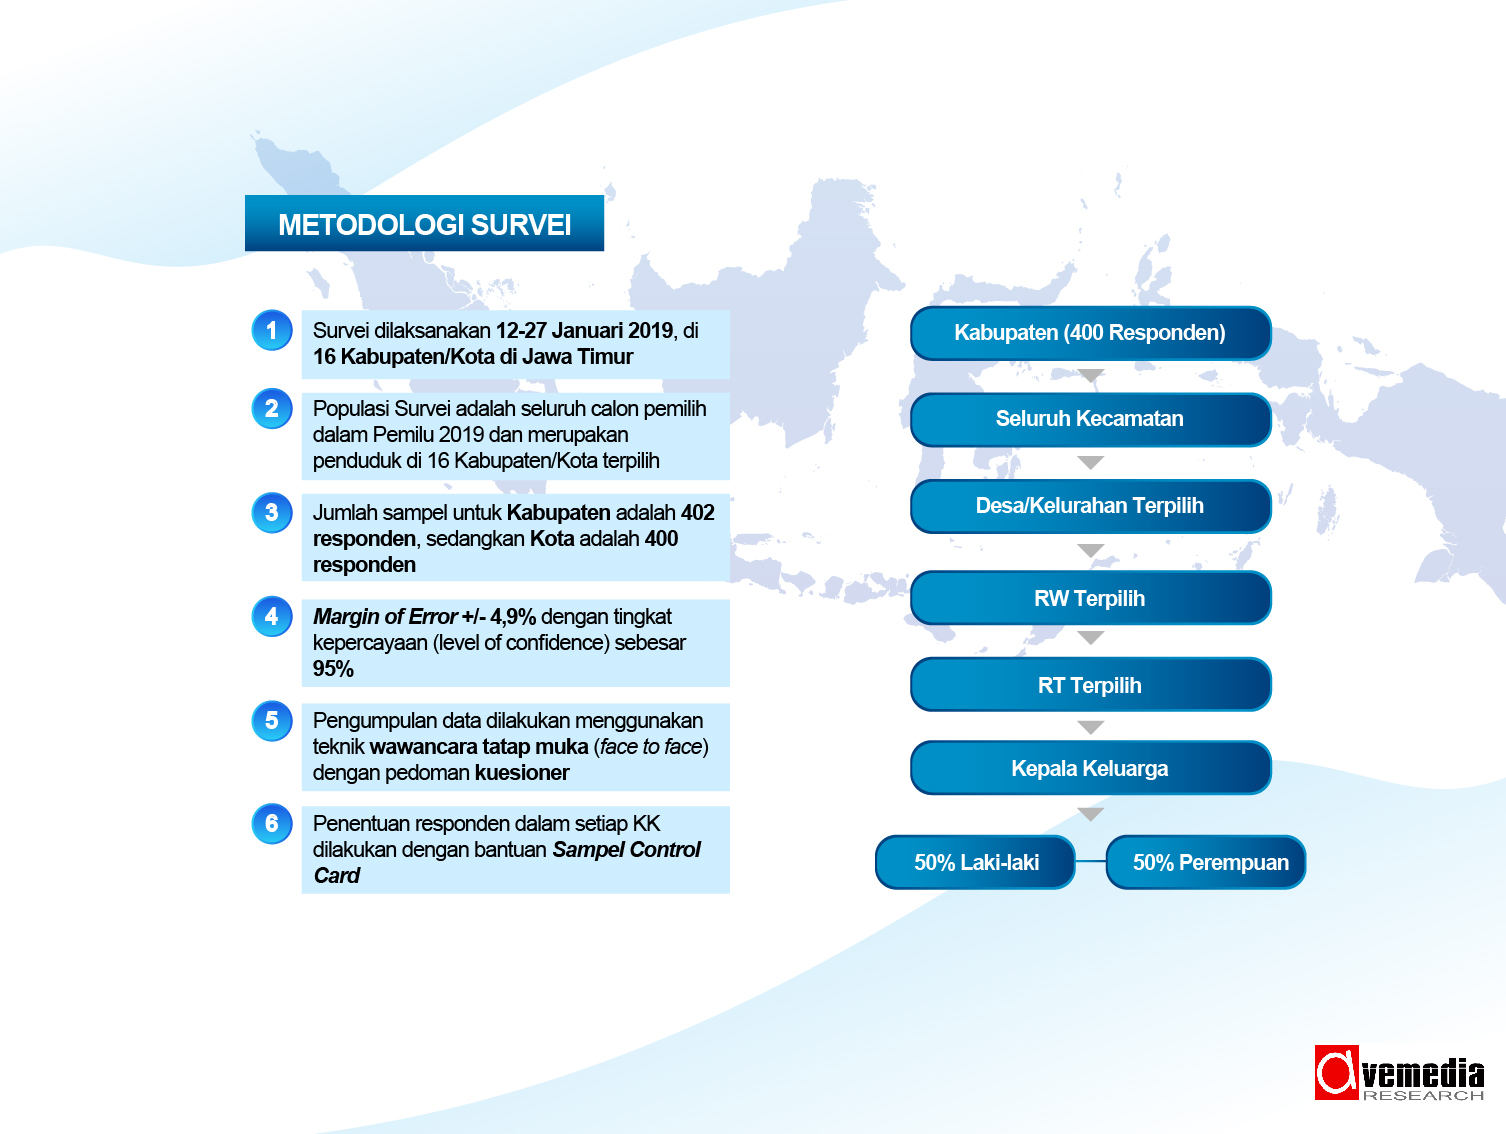 METODOLOGI SURVEI
1
Survei dilaksanakan 12-27 Januari 2019, di
16 Kabupaten/Kota di Jawa Timur
2
Populasi Survei adalah seluruh calon pemilih
dalam Pemilu 2019 dan merupakan
penduduk di 16 Kabupaten/Kota terpilih
3
Jumlah sampel untuk Kabupaten adalah 402
responden, sedangkan Kota adalah 400
responden
4
Margin of Error +/- 4,9% dengan tingkat
kepercayaan (level of confidence) sebesar
95%
5
Pengumpulan data dilakukan menggunakan
teknik wawancara tatap muka (face to face)
dengan pedoman kuesioner
6
Penentuan responden dalam setiap KK
dilakukan dengan bantuan Sampel Control
Card
Kabupaten (400 Responden)
Seluruh Kecamatan
Desa/Kelurahan Terpilih
RW Terpilih
RT Terpilih
Kepala Keluarga
50% Laki-laki
50% Perempuan
avemedia
RESEARCH